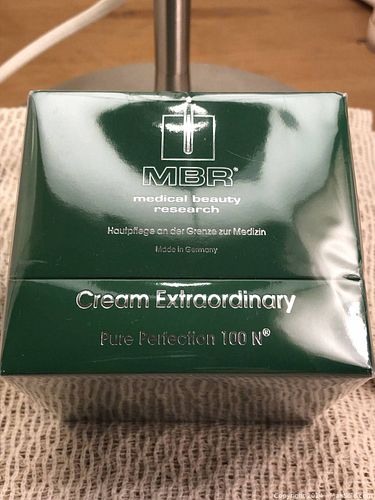 MBR®
medical beauty
research
Hautpflege an der Grenze zur Medizin
Made in Germany
Cream Extraordinary
Pure Perfection 100 N®